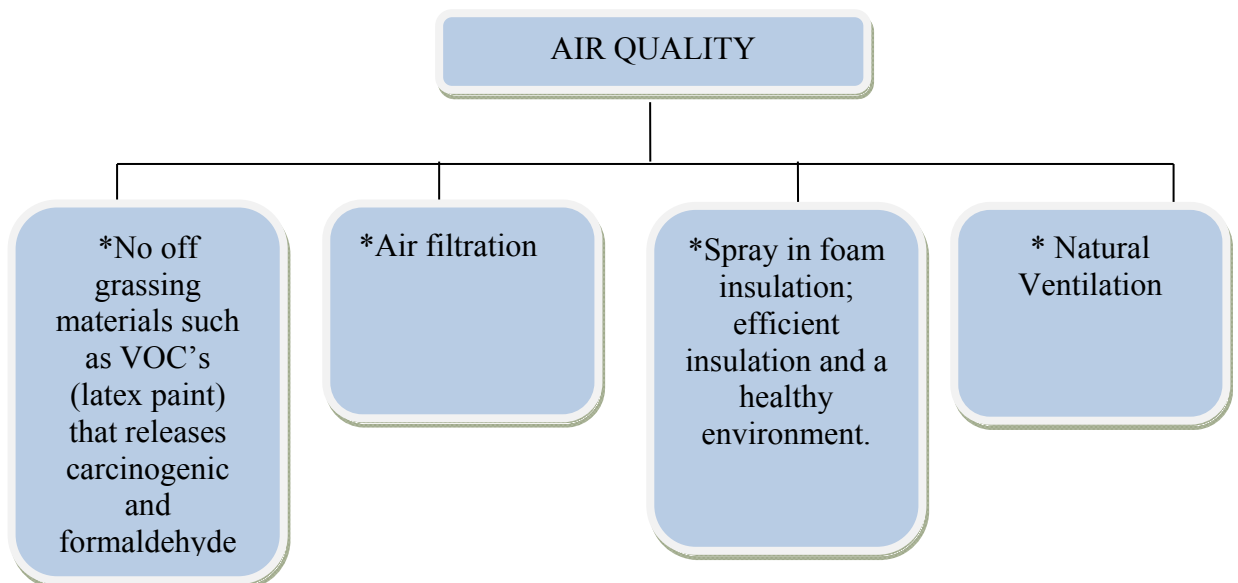 AIR QUALITY
*No off
grassing
materials such
as VOC’s
(latex paint)
that releases
carcinogenic
and
formaldehyde
*Air filtration
*Spray in foam
insulation;
efficient
insulation and a
healthy
environment.
* Natural
Ventilation